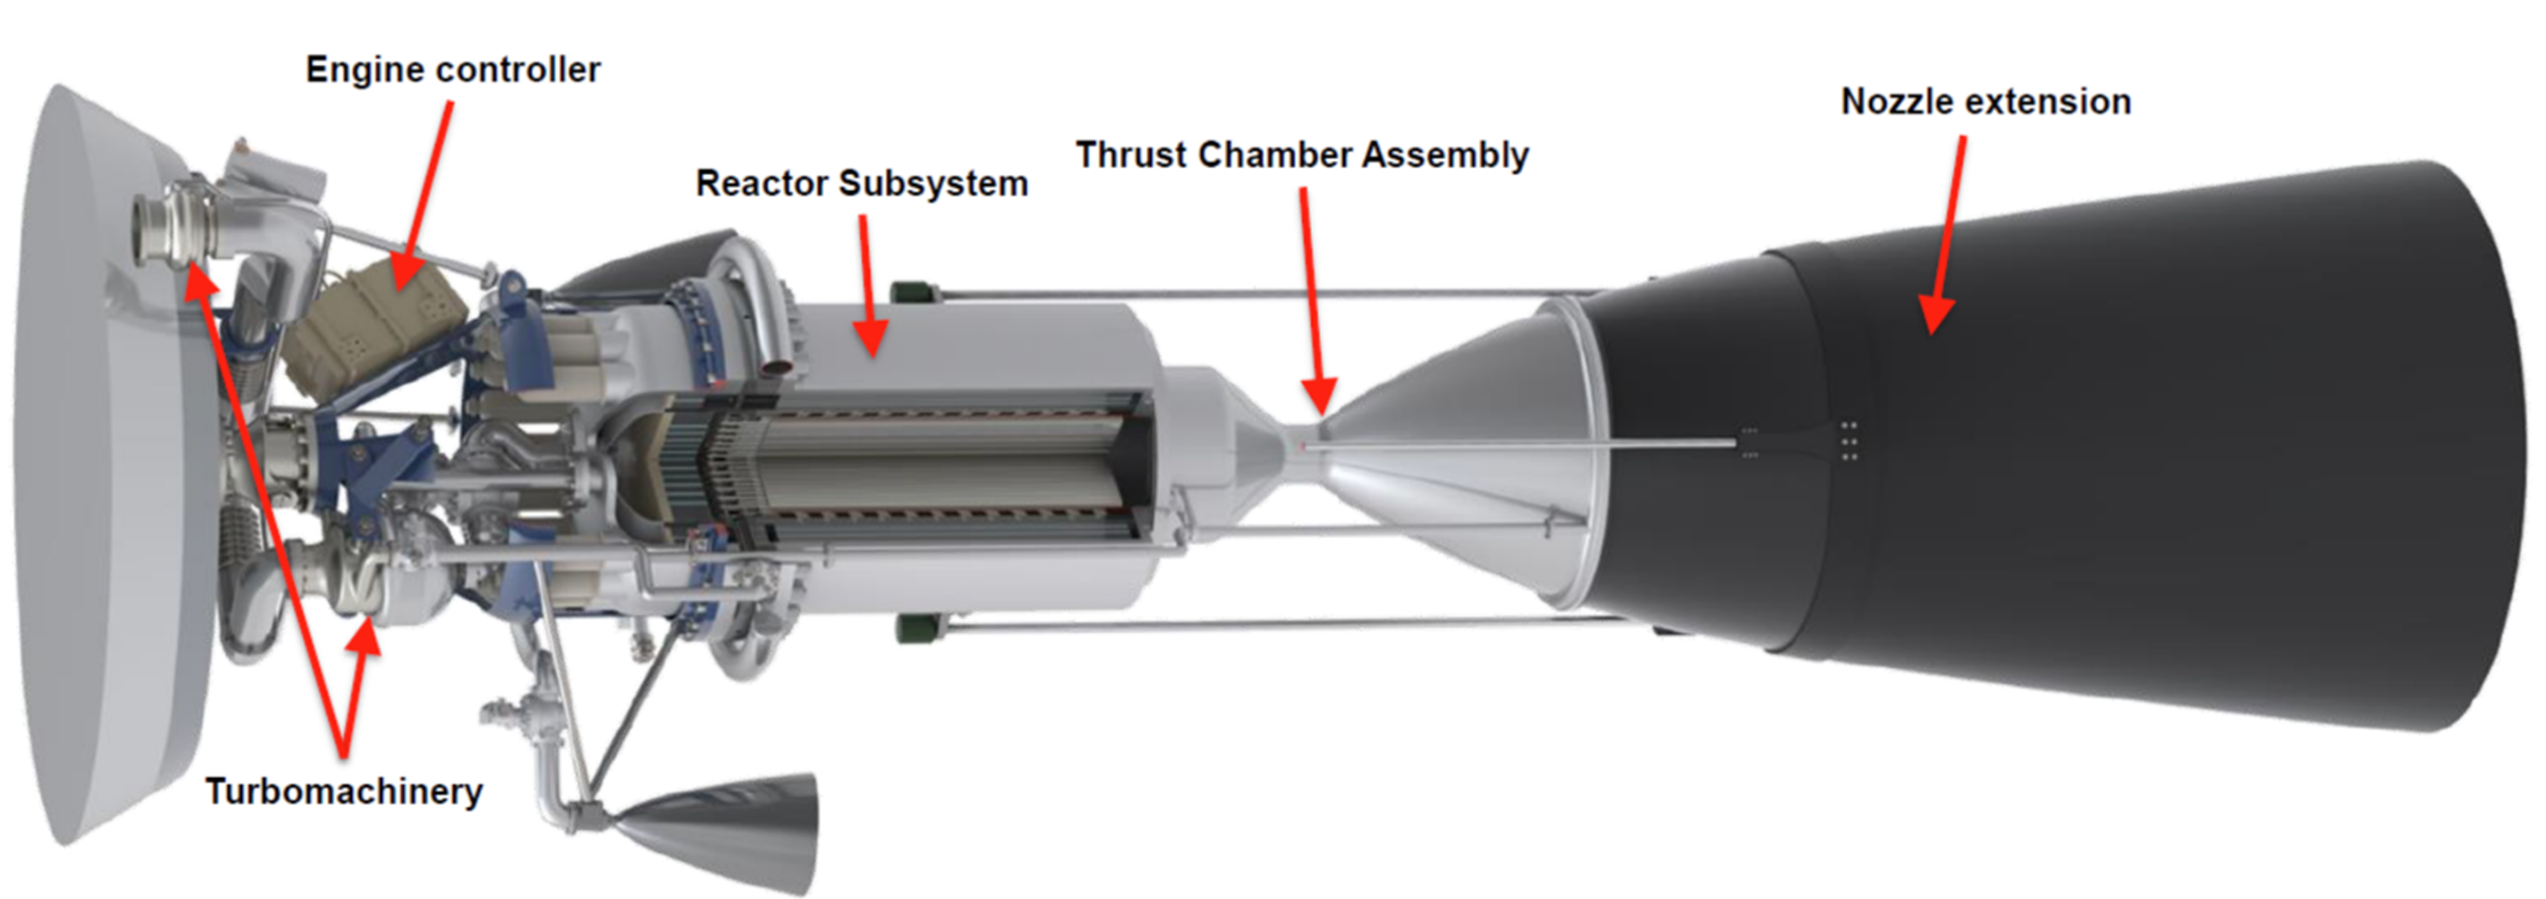 Engine controller
Nozzle extension
Thrust Chamber Assembly
Reactor Subsystem
Turbomachinery